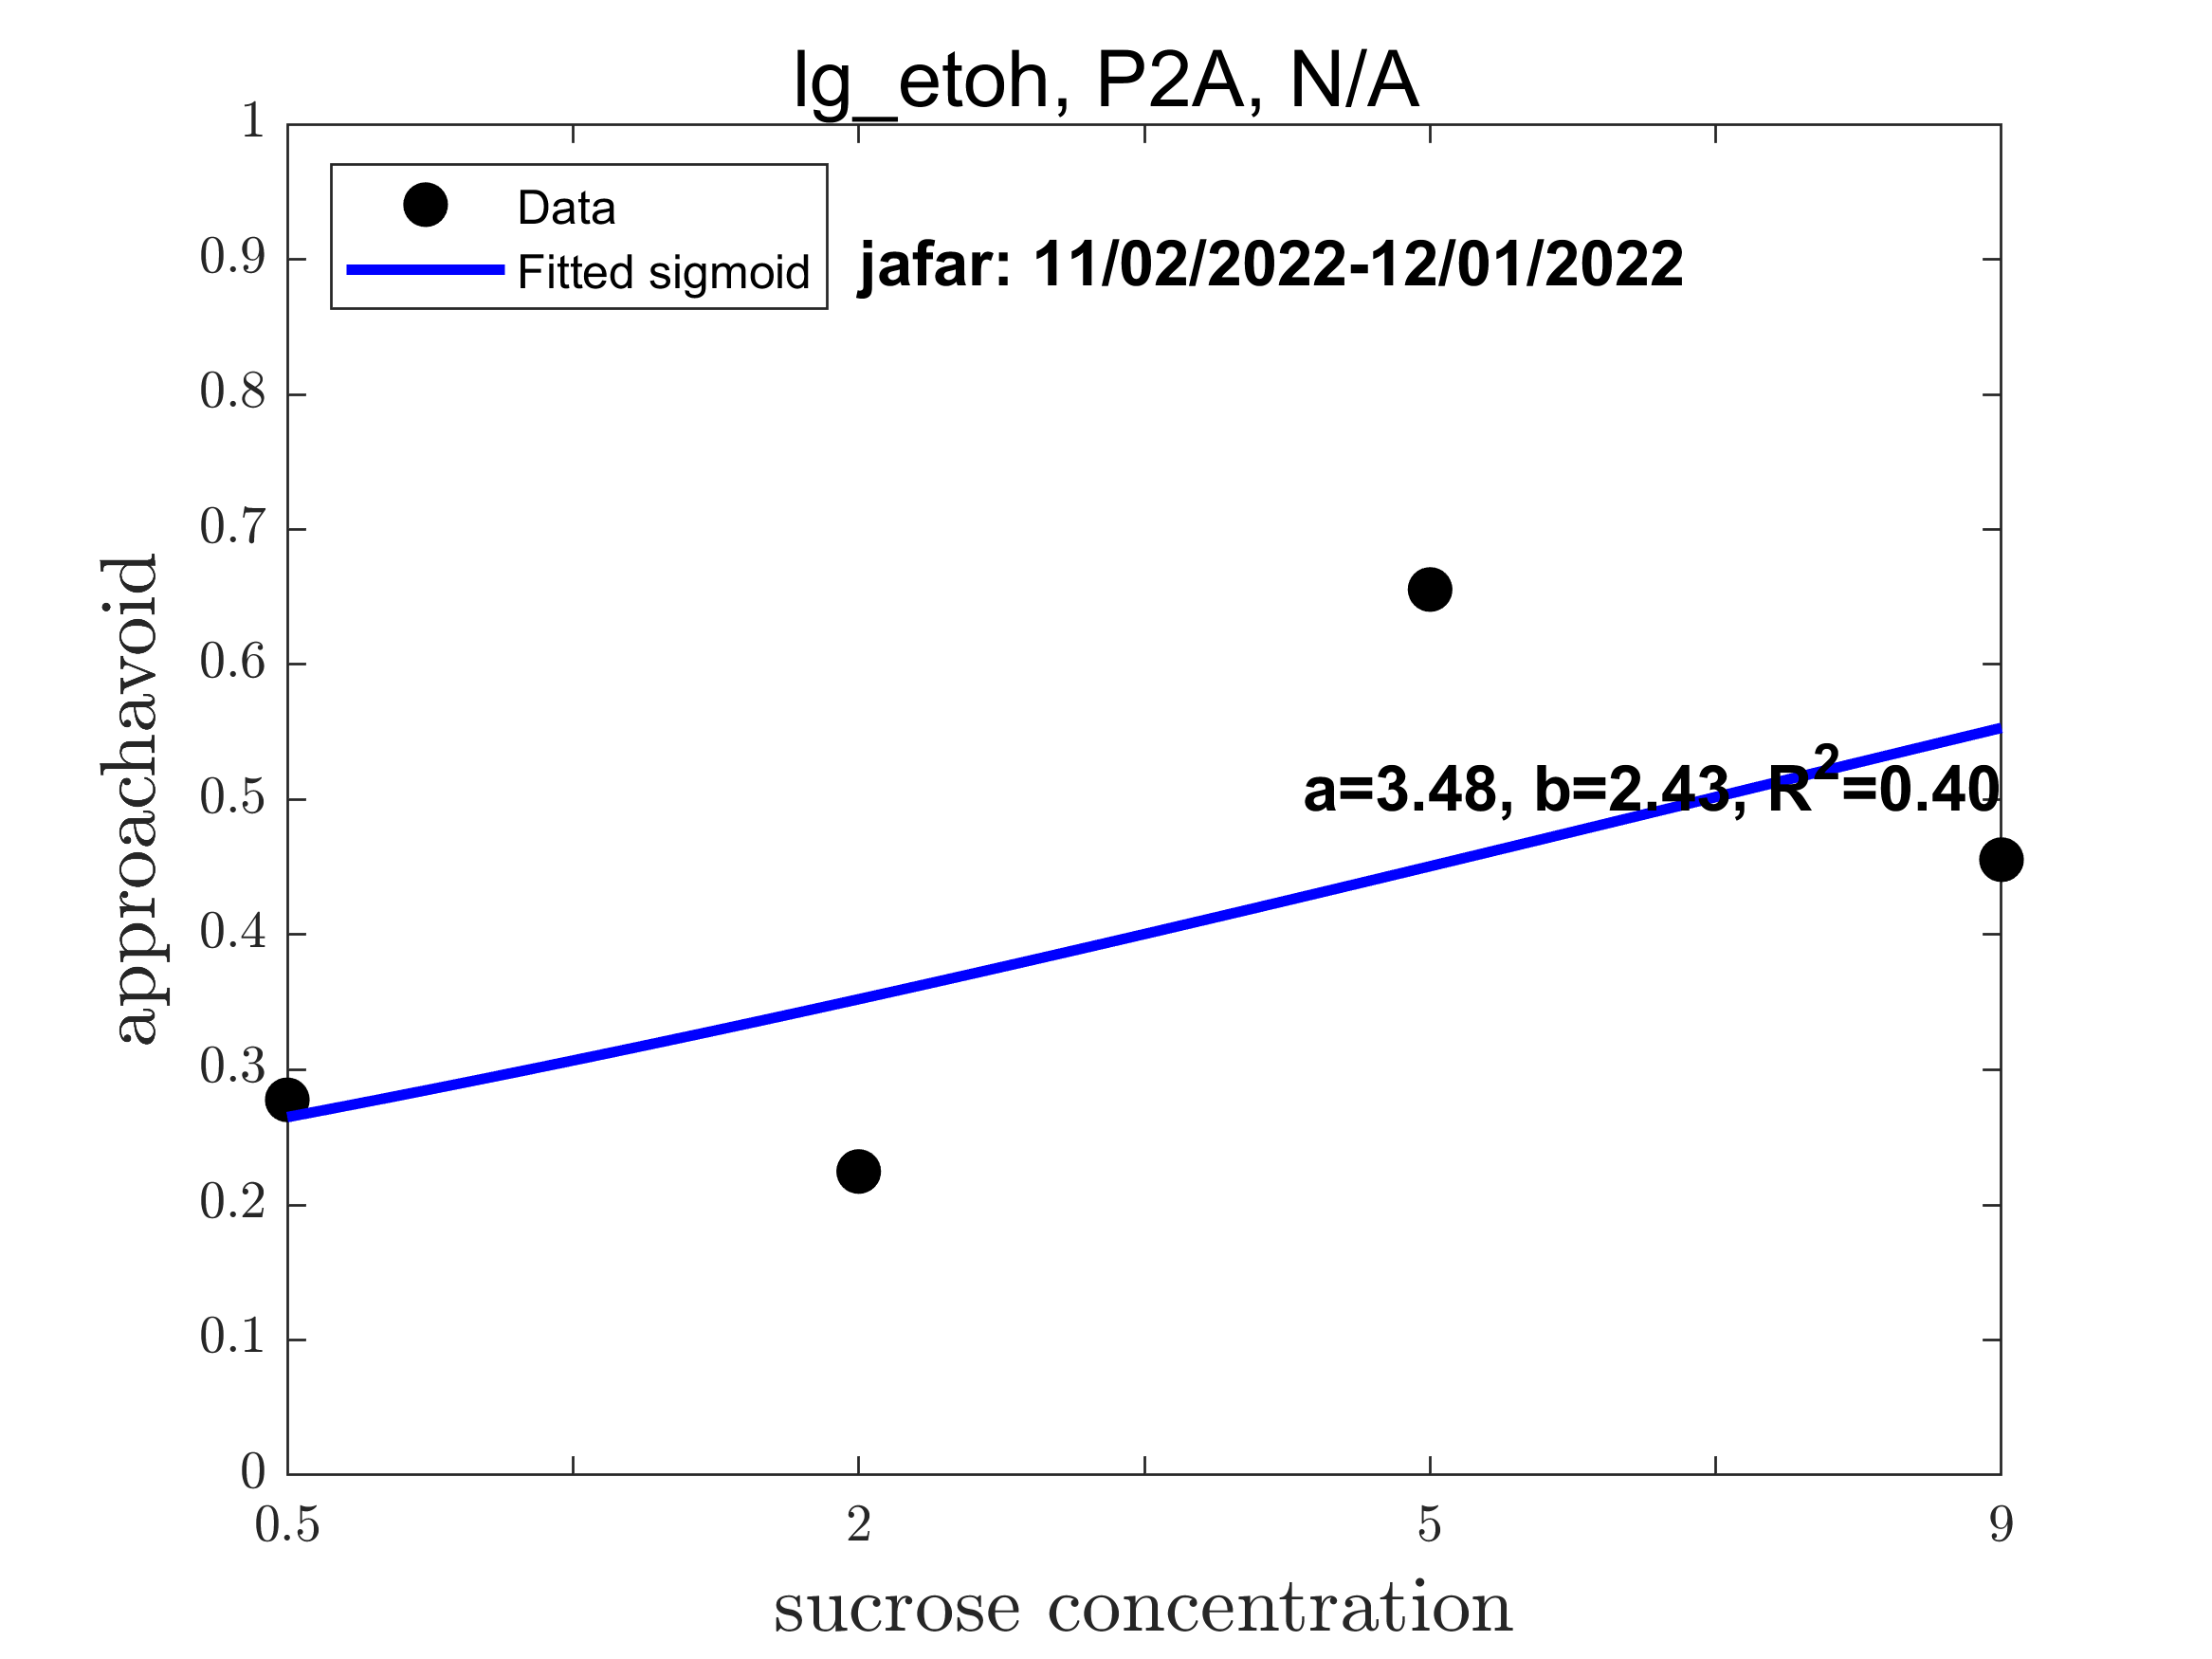 lg_etoh, P2A, N/A
1
Data
Fitted sigmoid
jafar: 11/02/2022-12/01/2022
0.9
0.8
0.7
0.6
a=3.48, b=2.43, R²=0.40
0.5
0.4
0.3
0.2
0.1
0
approachavoid
0.5 2 5 9
sucrose concentration